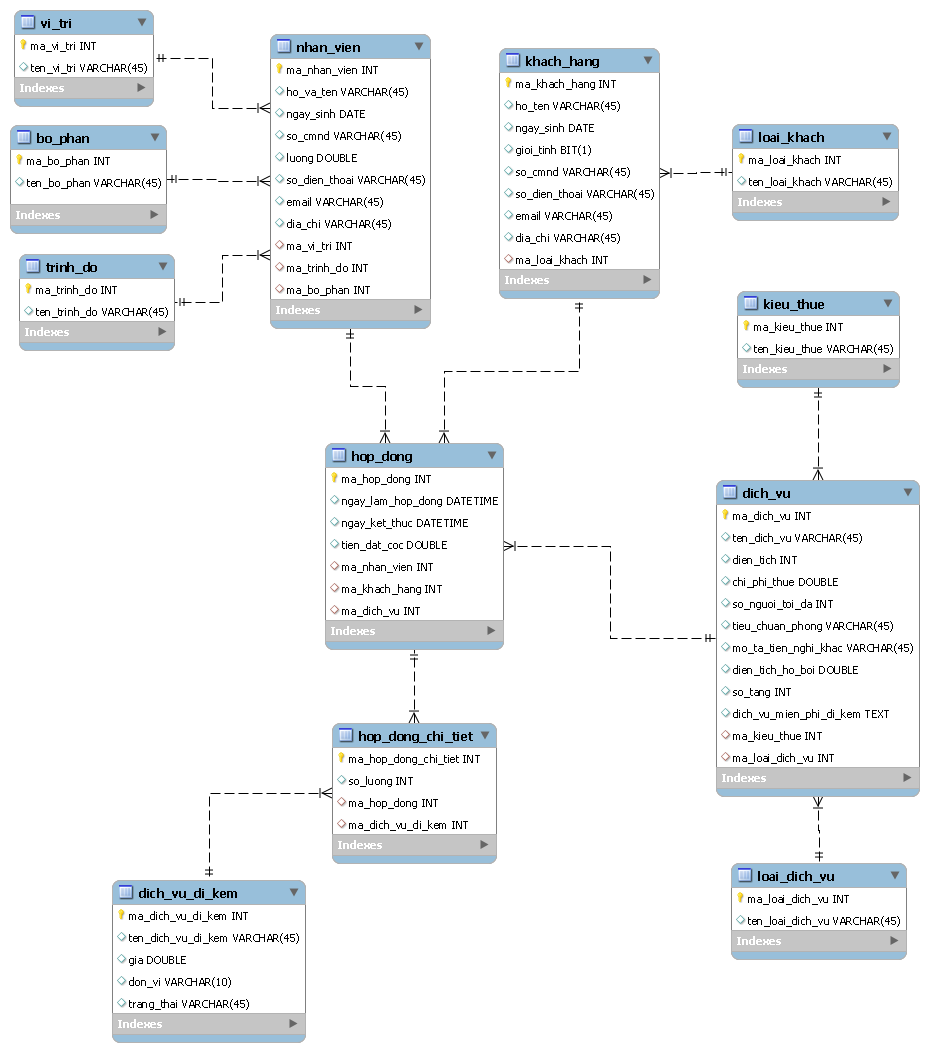 vi_tri
ma_vi_tri INT
ten_vi_tri VARCHAR(45)
Indexes
bo_phan
ma_bo_phan INT
ten_bo_phan VARCHAR(45)
Indexes
trinh_do
ma_trinh_do INT
ten_trinh_do VARCHAR(45)
Indexes
nhan_vien
ma_nhan_vien INT
ho_va_ten VARCHAR(45)
ngay_sinh DATE
so_cmnd VARCHAR(45)
luong DOUBLE
so_dien_thoai VARCHAR(45)
email VARCHAR(45)
dia_chi VARCHAR(45)
ma_vi_tri INT
ma_trinh_do INT
ma_bo_phan INT
Indexes
khach_hang
ma_khach_hang INT
ho_ten VARCHAR(45)
ngay_sinh DATE
gioi_tinh BIT(1)
so_cmnd VARCHAR(45)
so_dien_thoai VARCHAR(45)
email VARCHAR(45)
dia_chi VARCHAR(45)
ma_loai_khach INT
Indexes
loai_khach
ma_loai_khach INT
ten_loai_khach VARCHAR(45)
Indexes
kieu_thue
ma_kieu_thue INT
ten_kieu_thue VARCHAR(45)
Indexes
hop_dong
ma_hop_dong INT
ngay_lam_hop_dong DATETIME
ngay_ket_thuc DATETIME
tien_dat_coc DOUBLE
ma_nhan_vien INT
ma_khach_hang INT
ma_dich_vu INT
Indexes
dich_vu
ma_dich_vu INT
ten_dich_vu VARCHAR(45)
dien_tich INT
chi_phi_thue DOUBLE
so_nguoi_toi_da INT
tieu_chuan_phong VARCHAR(45)
mo_ta_tien_nghi_khac VARCHAR(45)
dien_tich_ho_boi DOUBLE
so_tang INT
dich_vu_mien_phi_di_kem TEXT
ma_kieu_thue INT
ma_loai_dich_vu INT
Indexes
hop_dong_chi_tiet
ma_hop_dong_chi_tiet INT
so_luong INT
ma_hop_dong INT
ma_dich_vu_di_kem INT
Indexes
dich_vu_di_kem
ma_dich_vu_di_kem INT
ten_dich_vu_di_kem VARCHAR(45)
gia DOUBLE
don_vi VARCHAR(10)
trang_thai VARCHAR(45)
Indexes
loai_dich_vu
ma_loai_dich_vu INT
ten_loai_dich_vu VARCHAR(45)
Indexes